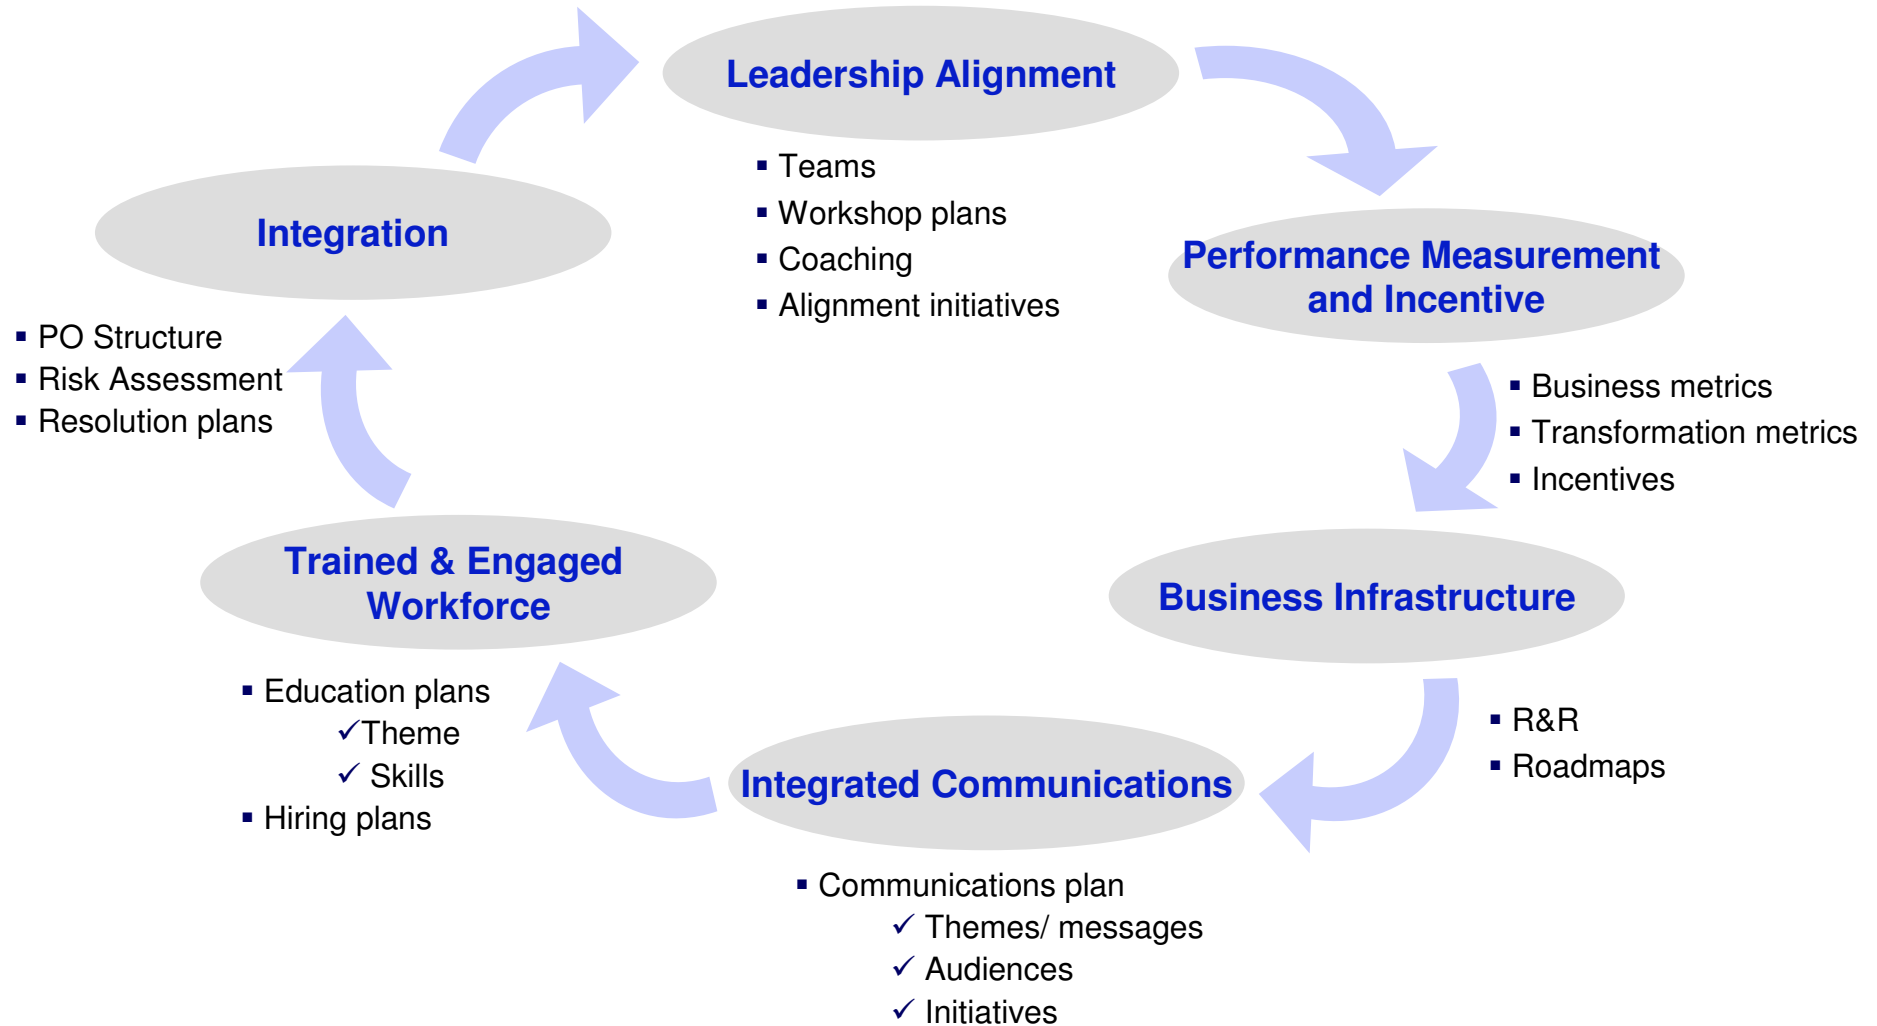 Leadership Alignment
▪ Teams
▪ Workshop plans
▪ Coaching
▪ Alignment initiatives
Performance Measurement
and Incentive
▪ Business metrics
▪ Transformation metrics
▪ Incentives
Business Infrastructure
▪ R&R
▪ Roadmaps
Integrated Communications
▪ Communications plan
✓ Themes/ messages
✓ Audiences
✓ Initiatives
Trained & Engaged
Workforce
▪ Education plans
✓Theme
✓ Skills
▪ Hiring plans
Integration
▪ PO Structure
▪ Risk Assessment
▪ Resolution plans